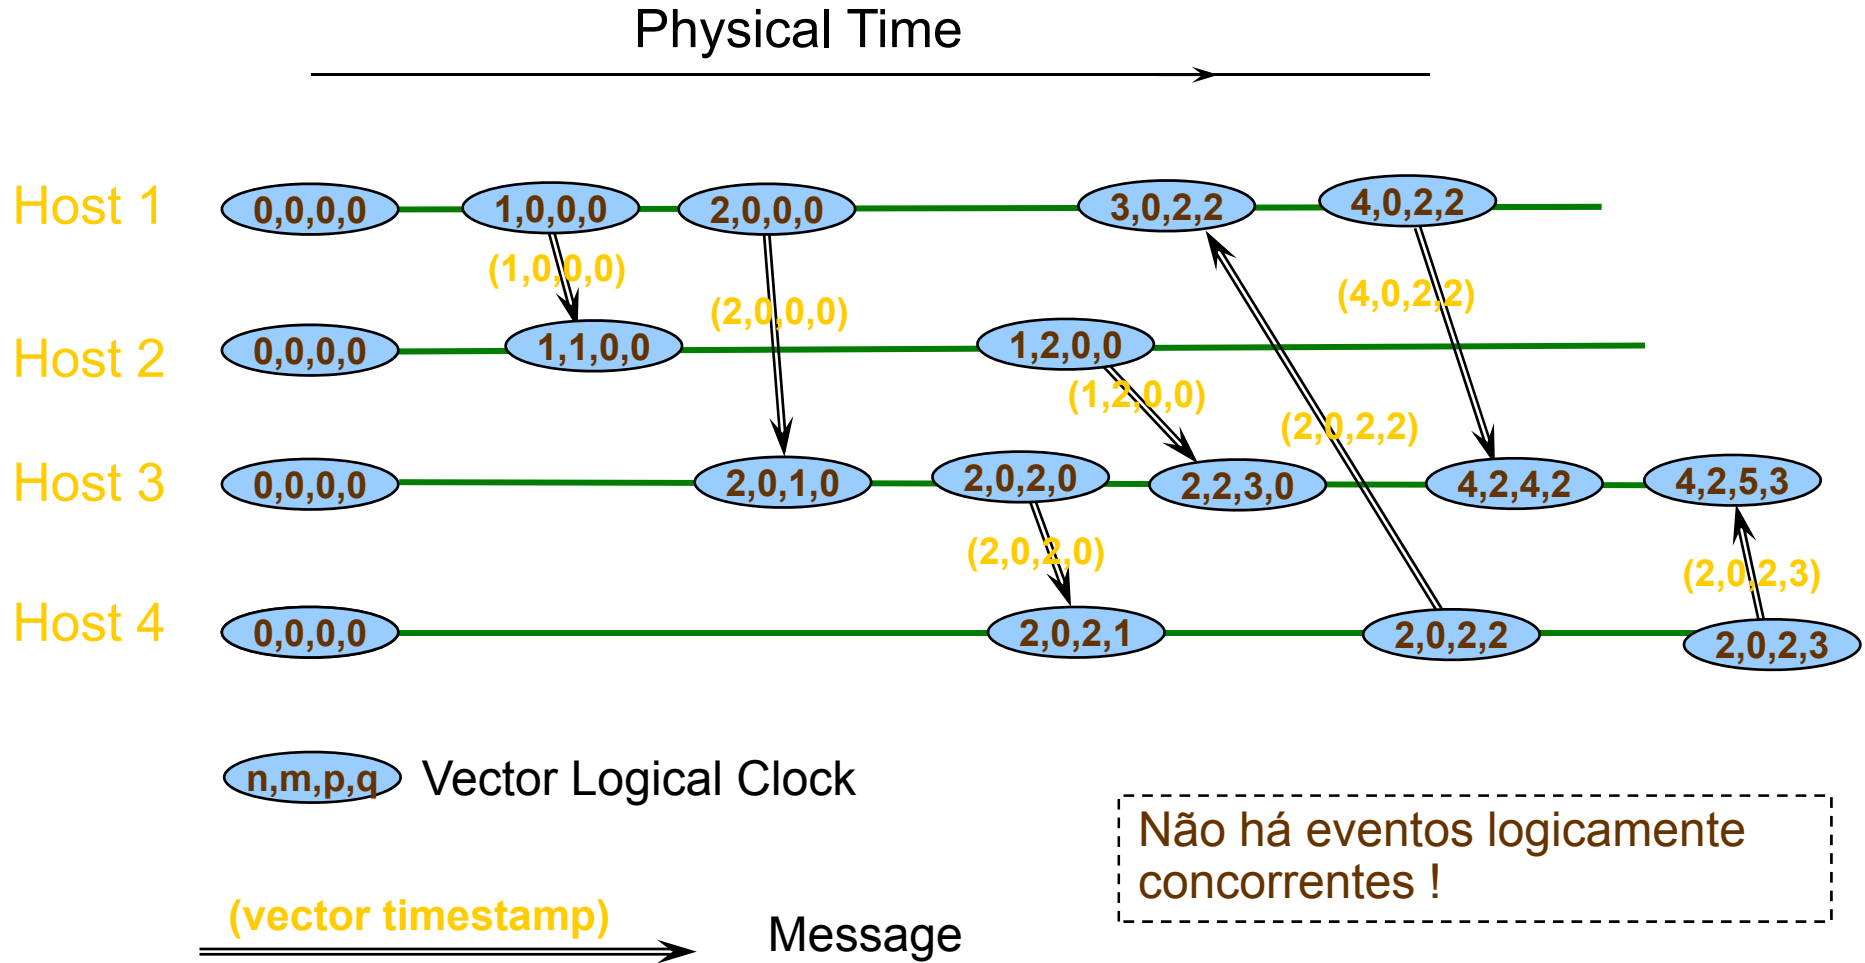 Physical Time
Host 1
0,0,0,0
1,0,0,0
2,0,0,0
3,0,2,2
4,0,2,2
(1,0,0,0)
(2,0,0,0)
(4,0,2,2)
Host 2
0,0,0,0
1,1,0,0
1,2,0,0
(1,2,0,0)
(2,0,2,2)
Host 3
0,0,0,0
2,0,1,0
2,0,2,0
2,2,3,0
4,2,4,2
4,2,5,3
(2,0,2,0)
(2,0,2,3)
Host 4
0,0,0,0
2,0,2,1
2,0,2,2
2,0,2,3
n,m,p,q
Vector Logical Clock
Não há eventos logicamente
concorrentes !
(vector timestamp)
Message